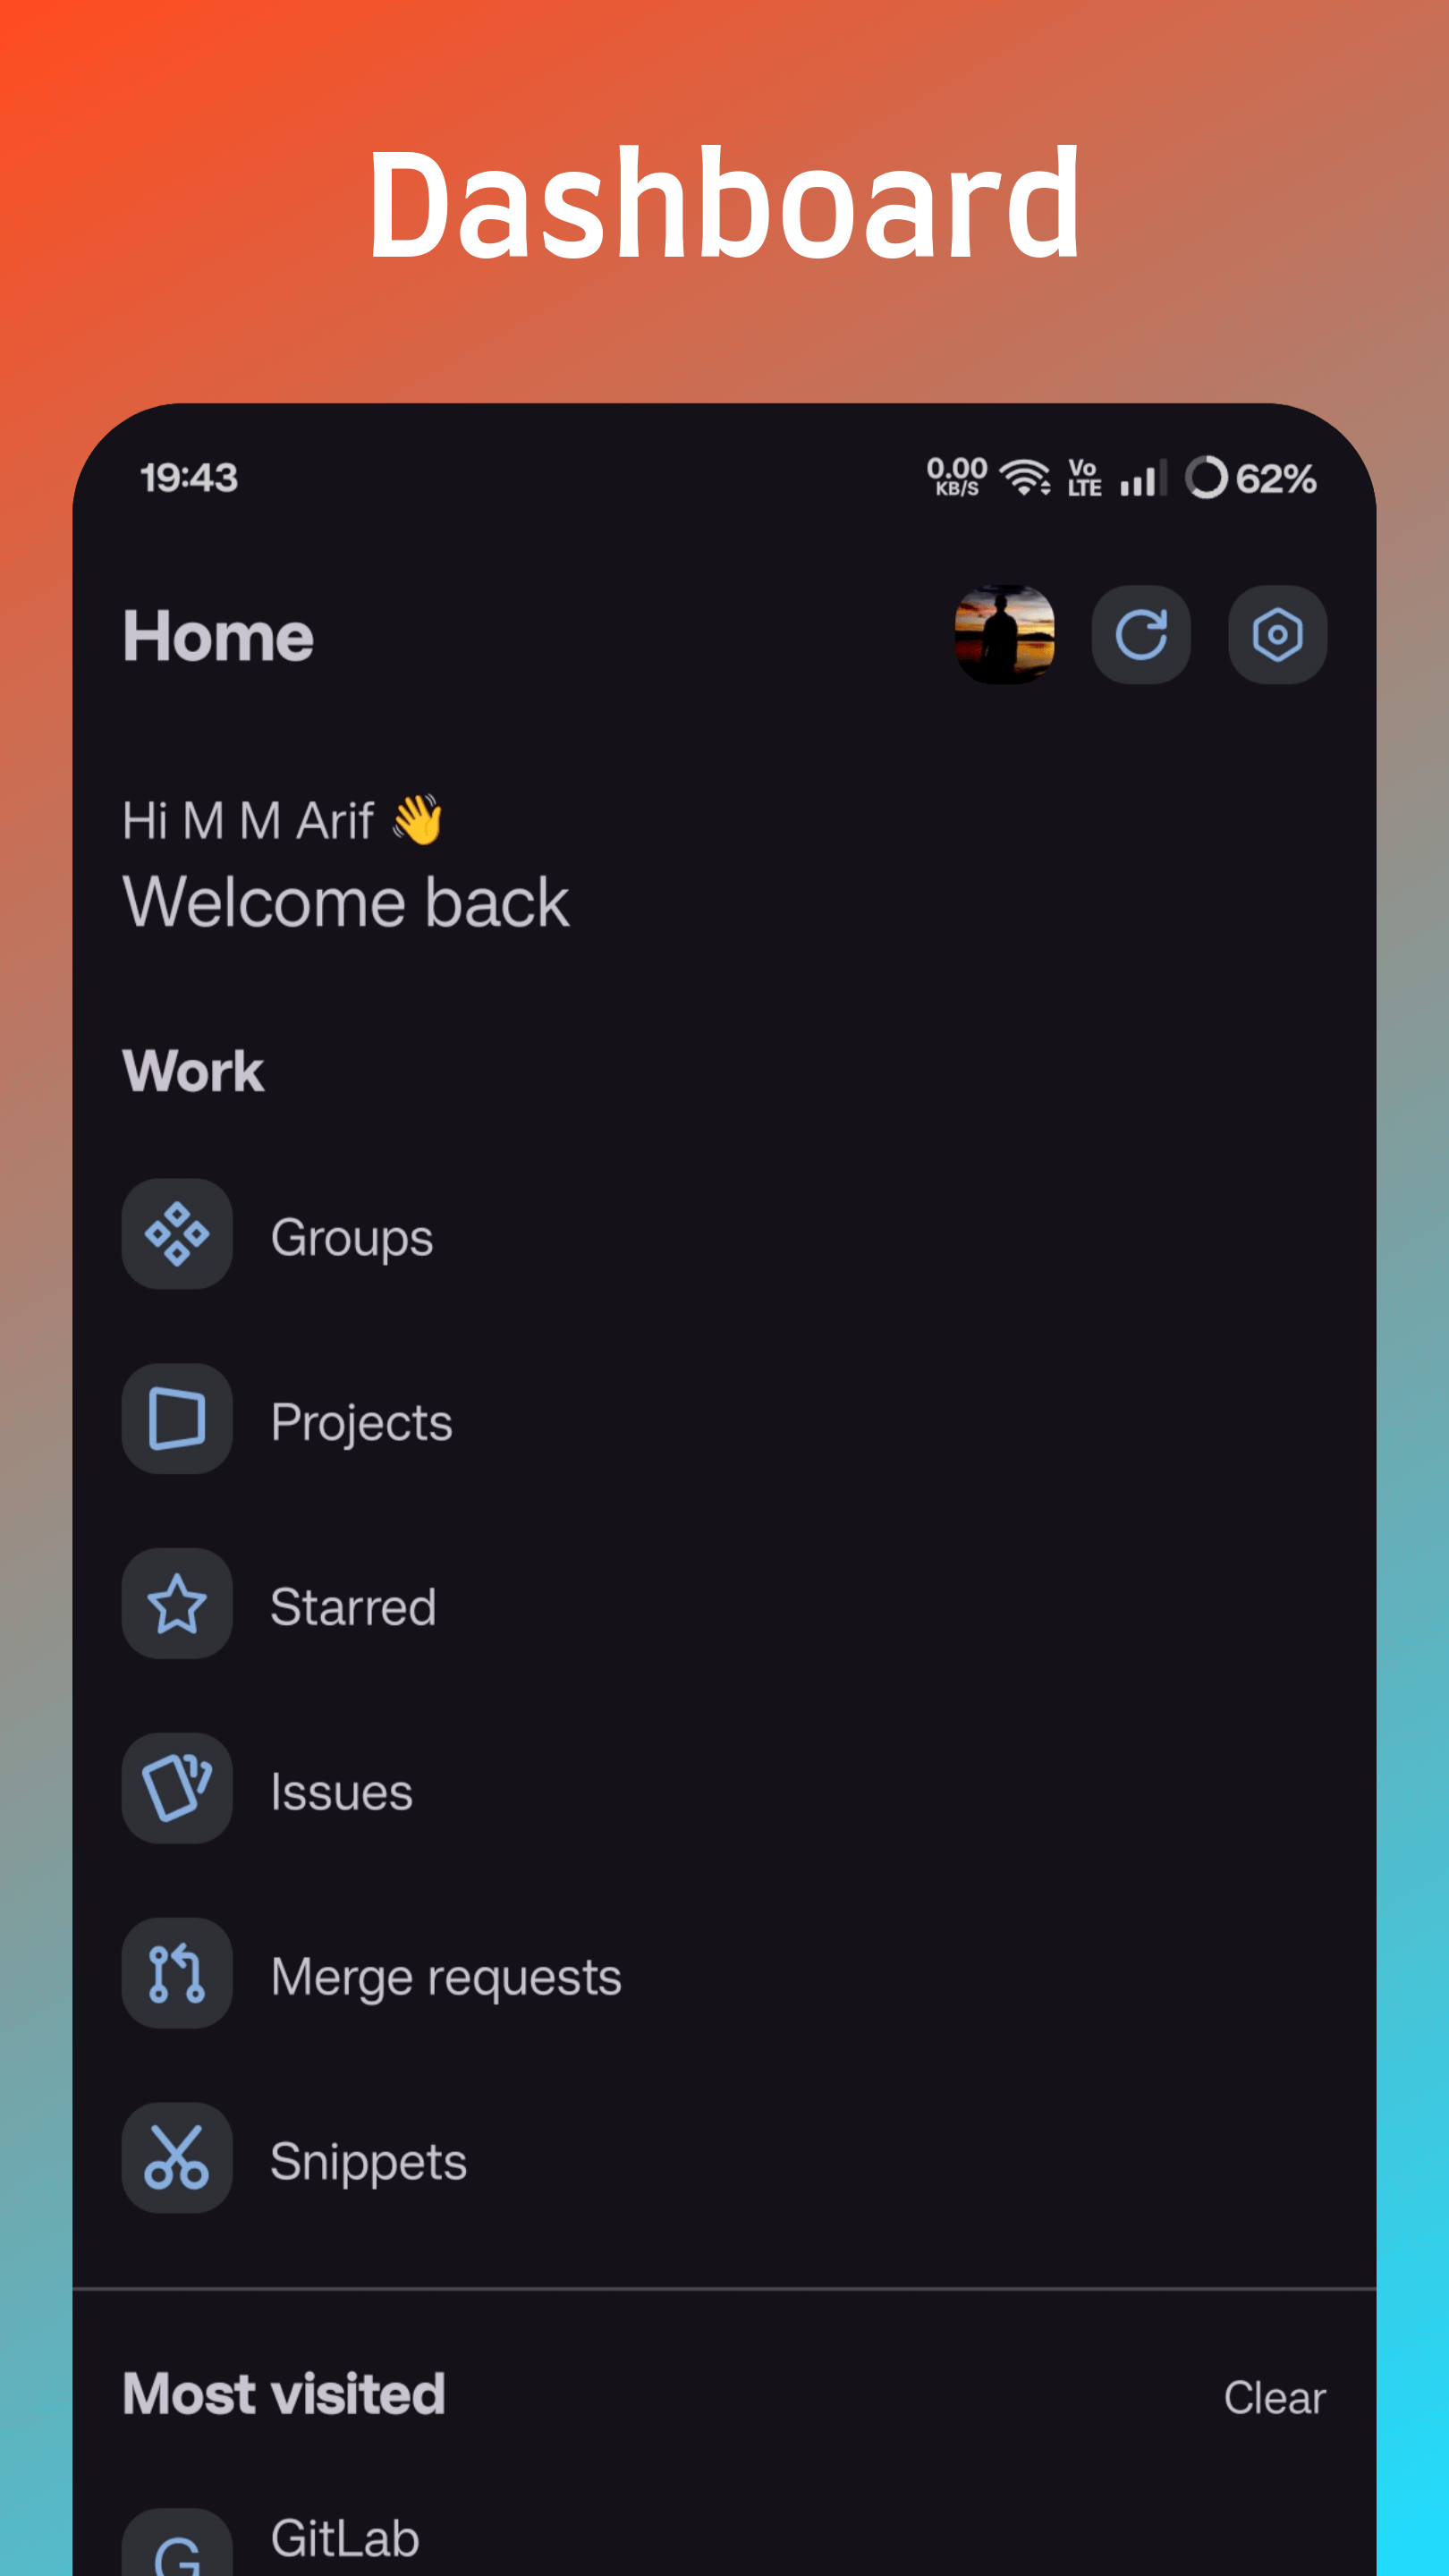 Dashboard
19:43 0.00 KB/S Vo LTE 62%
Home
Hi M M Arif 👋
Welcome back
Work
Groups
Projects
Starred
Issues
Merge requests
Snippets
Most visited Clear
G GitLab